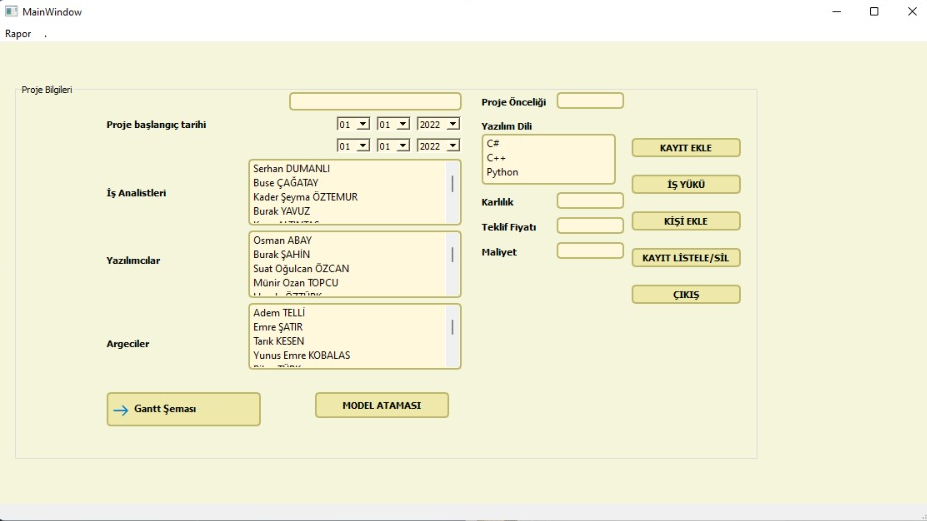 MainWindow
Rapor .
Proje Bilgileri
Proje başlangıç tarihi
01 01 2022
01 01 2022
İş Analistleri
Serhan DUMANLI
Buse ÇAĞATAY
Kader Şeyma ÖZTEMUR
Burak YAVUZ
Yazılımcılar
Osman ABAY
Burak ŞAHİN
Suat Oğulcan ÖZCAN
Münir Ozan TOPCU
Argeciler
Adem TELLİ
Emre ŞATIR
Tarık KESEN
Yunus Emre KOBALAS
Gantt Şeması
MODEL ATAMASI
Proje Önceliği
Yazılım Dili
C#
C++
Python
Karlılık
Teklif Fiyatı
Maliyet
KAYIT EKLE
İŞ YÜKÜ
KİŞİ EKLE
KAYIT LİSTELE/SİL
ÇIKIŞ